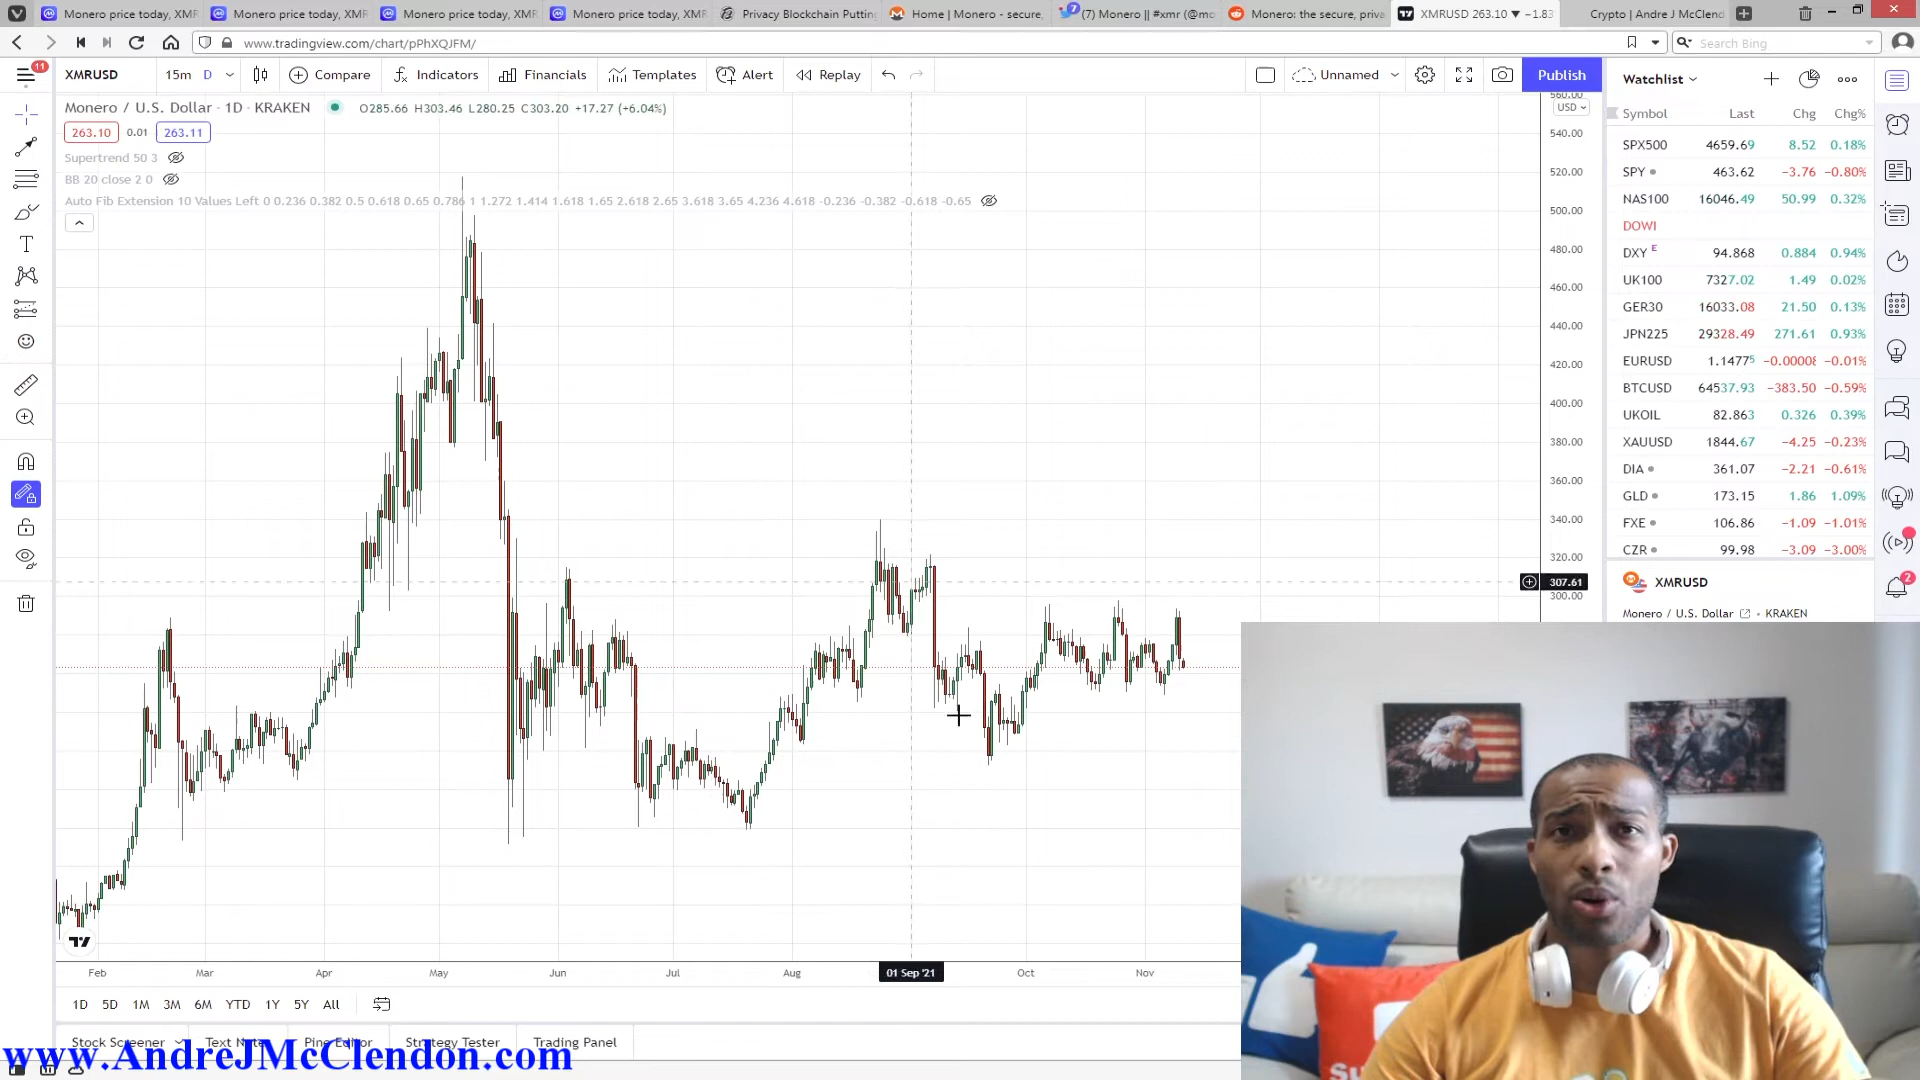 Monero price today, XMR
Monero price today, XMR
Monero price today, XMR
Monero price today, XMR
Privacy Blockchain Putting
Home | Monero - secure,
(7) Monero || #xmr (@mo
Monero: the secure, priva
XMRUSD 263.10 ▼ −1.83
Crypto | Andre J McClend
www.tradingview.com/chart/pPhXQJFM/
Search Bing
11
XMRUSD
15m
D
Compare
Indicators
Financials
Templates
Alert
Replay
Unnamed
Publish
Watchlist
Monero / U.S. Dollar · 1D · KRAKEN
O285.66 H303.46 L280.25 C303.20 +17.27 (+6.04%)
263.10
0.01
263.11
Supertrend 50 3
BB 20 close 2 0
Auto Fib Extension 10 Values Left 0 0.236 0.382 0.5 0.618 0.65 0.786 1 1.272 1.414 1.618 1.65 2.618 2.65 3.618 3.65 4.236 4.618 -0.236 -0.382 -0.618 -0.65
560.00
USD
540.00
520.00
500.00
480.00
460.00
440.00
420.00
400.00
380.00
360.00
340.00
320.00
307.61
300.00
Symbol Last Chg Chg%
SPX500 4659.69 8.52 0.18%
SPY 463.62 −3.76 −0.80%
NAS100 16046.49 50.99 0.32%
DOWI
DXY E 94.868 0.884 0.94%
UK100 7327.02 1.49 0.02%
GER30 16033.08 21.50 0.13%
JPN225 29328.49 271.61 0.93%
EURUSD 1.14775 −0.00008 −0.01%
BTCUSD 64537.93 −383.50 −0.59%
UKOIL 82.863 0.326 0.39%
XAUUSD 1844.67 −4.25 −0.23%
DIA 361.07 −2.21 −0.61%
GLD 173.15 1.86 1.09%
FXE 106.86 −1.09 −1.01%
CZR 99.98 −3.09 −3.00%
2
XMRUSD
Monero / U.S. Dollar · KRAKEN
Feb
Mar
Apr
May
Jun
Jul
Aug
01 Sep '21
Oct
Nov
1D
5D
1M
3M
6M
YTD
1Y
5Y
All
Stock Screener
Text Notes
Pine Editor
Strategy Tester
Trading Panel
www.AndreJMcClendon.com